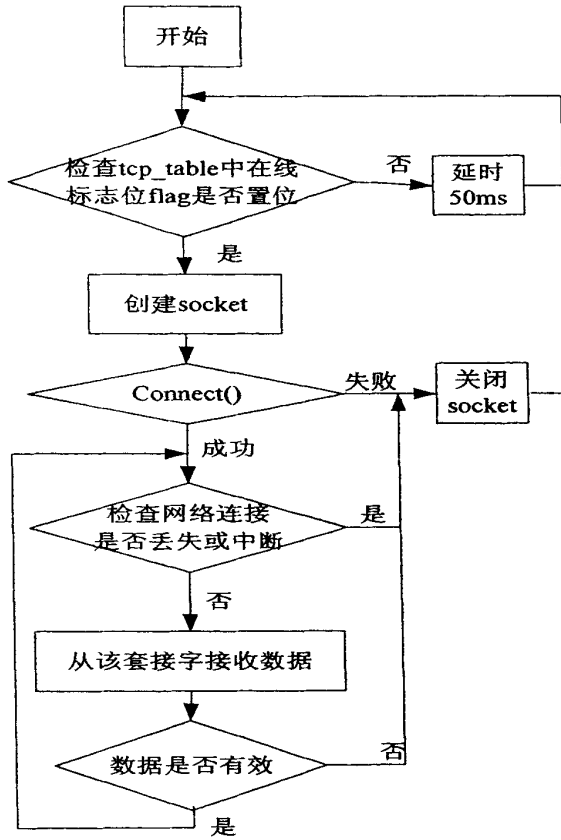 开始
检查tcp_table中在线
标志位flag是否置位
否
延时
50ms
是
创建socket
Connect()
失败
关闭
socket
成功
检查网络连接
是否丢失或中断
是
否
从该套接字接收数据
数据是否有效
否
是